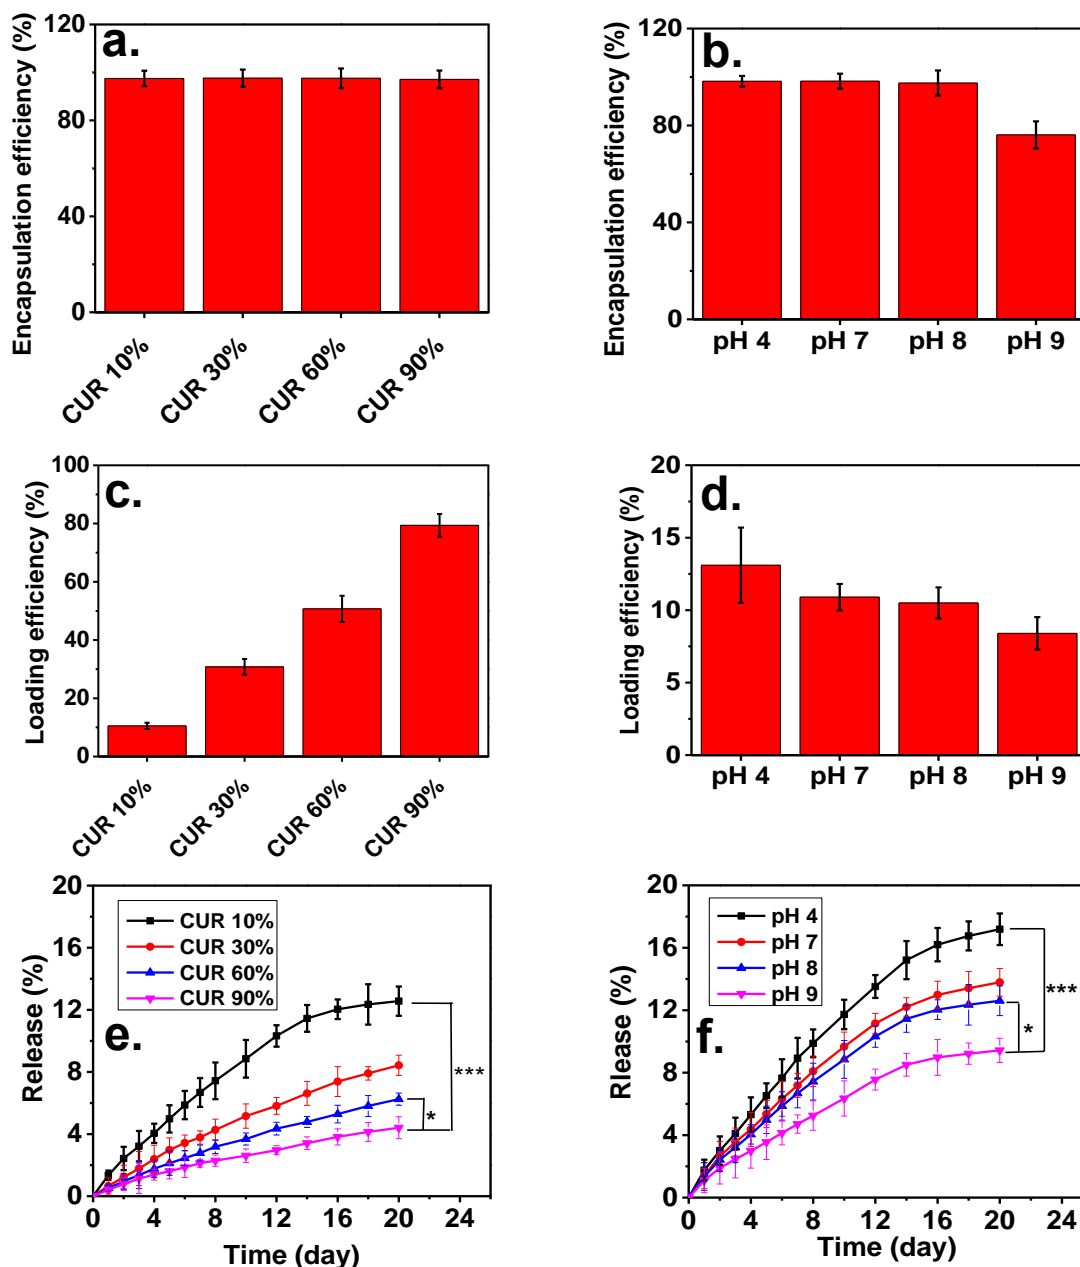 a.
Encapsulation efficiency (%)
120
80
40
0
CUR 10%
CUR 30%
CUR 60%
CUR 90%
b.
Encapsulation efficiency (%)
120
80
40
0
pH 4
pH 7
pH 8
pH 9
c.
Loading efficiency (%)
100
80
60
40
20
0
CUR 10%
CUR 30%
CUR 60%
CUR 90%
d.
Loading efficiency (%)
20
15
10
5
0
pH 4
pH 7
pH 8
pH 9
e.
Release (%)
20
16
12
8
4
0
CUR 10%
CUR 30%
CUR 60%
CUR 90%
***
*
0 4 8 12 16 20 24
Time (day)
f.
Rlease (%)
20
16
12
8
4
0
pH 4
pH 7
pH 8
pH 9
***
*
0 4 8 12 16 20 24
Time (day)